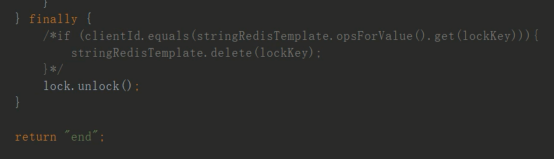 }
} finally {
/*if (clientId.equals(stringRedisTemplate.opsForValue().get(lockKey))){
stringRedisTemplate.delete(lockKey);
}*/
lock.unlock();
}
return "end";